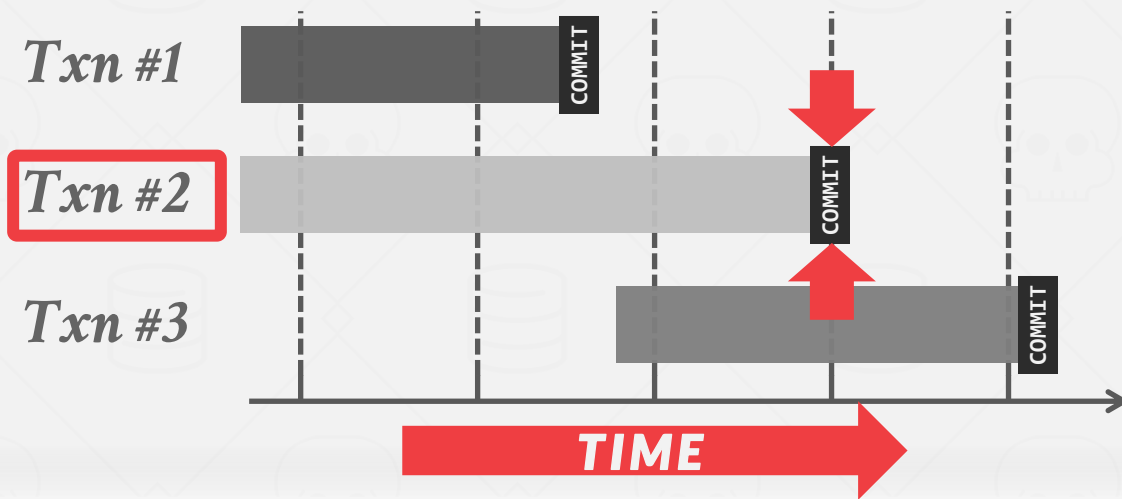 Txn #1
COMMIT
Txn #2
COMMIT
Txn #3
COMMIT
TIME